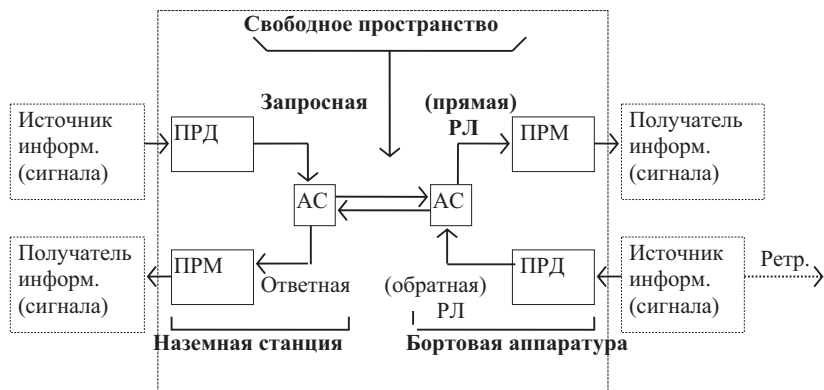 Свободное пространство
Запросная
(прямая)
РЛ
Источник
информ.
(сигнала)
ПРД
ПРМ
Получатель
информ.
(сигнала)
АС
АС
Получатель
информ.
(сигнала)
ПРМ
Ответная
(обратная)
РЛ
ПРД
Источник
информ.
(сигнала)
Ретр.
Наземная станция
Бортовая аппаратура